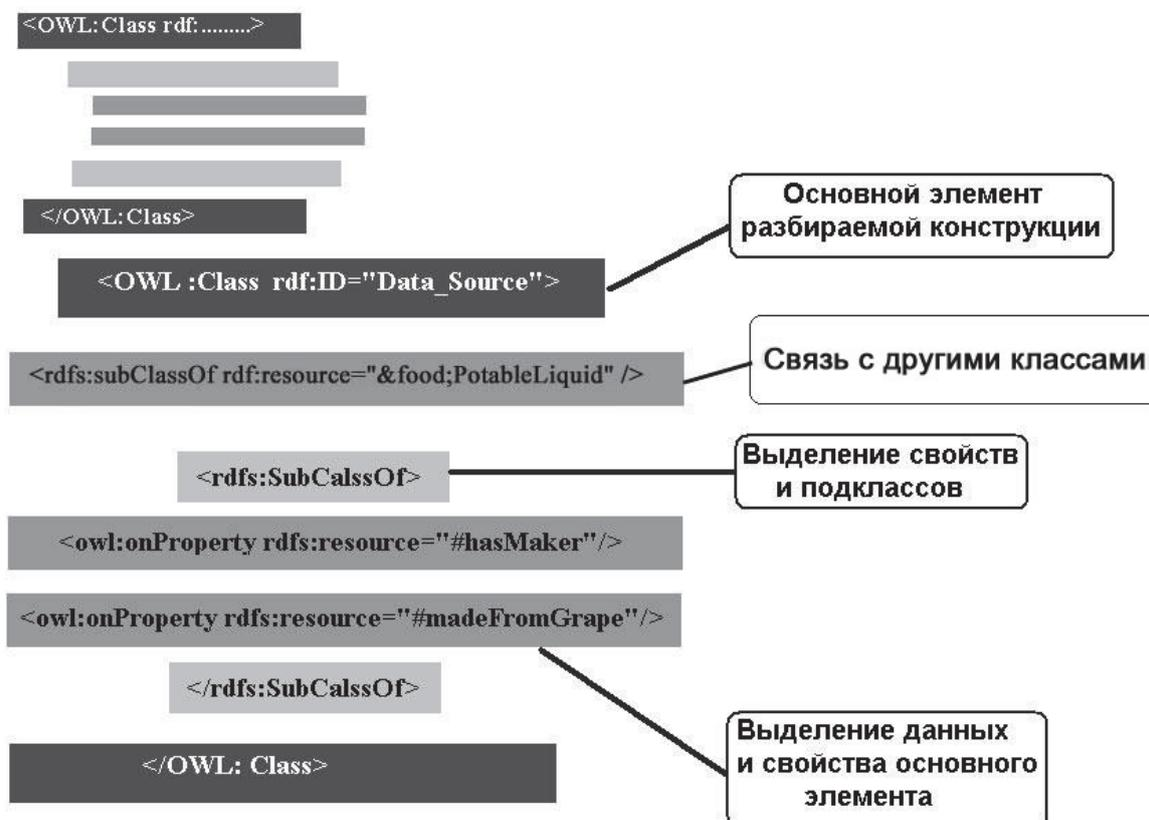 <OWL:Class rdf:.........>
</OWL:Class>
Основной элемент
разбираемой конструкции
<OWL :Class rdf:ID="Data_Source">
Связь с другими классами
<rdfs:subClassOf rdf:resource="&food;PotableLiquid" />
Выделение свойств
и подклассов
<rdfs:SubCalssOf>
<owl:onProperty rdfs:resource="#hasMaker"/>
<owl:onProperty rdfs:resource="#madeFromGrape"/>
</rdfs:SubCalssOf>
Выделение данных
и свойства основного
элемента
</OWL: Class>